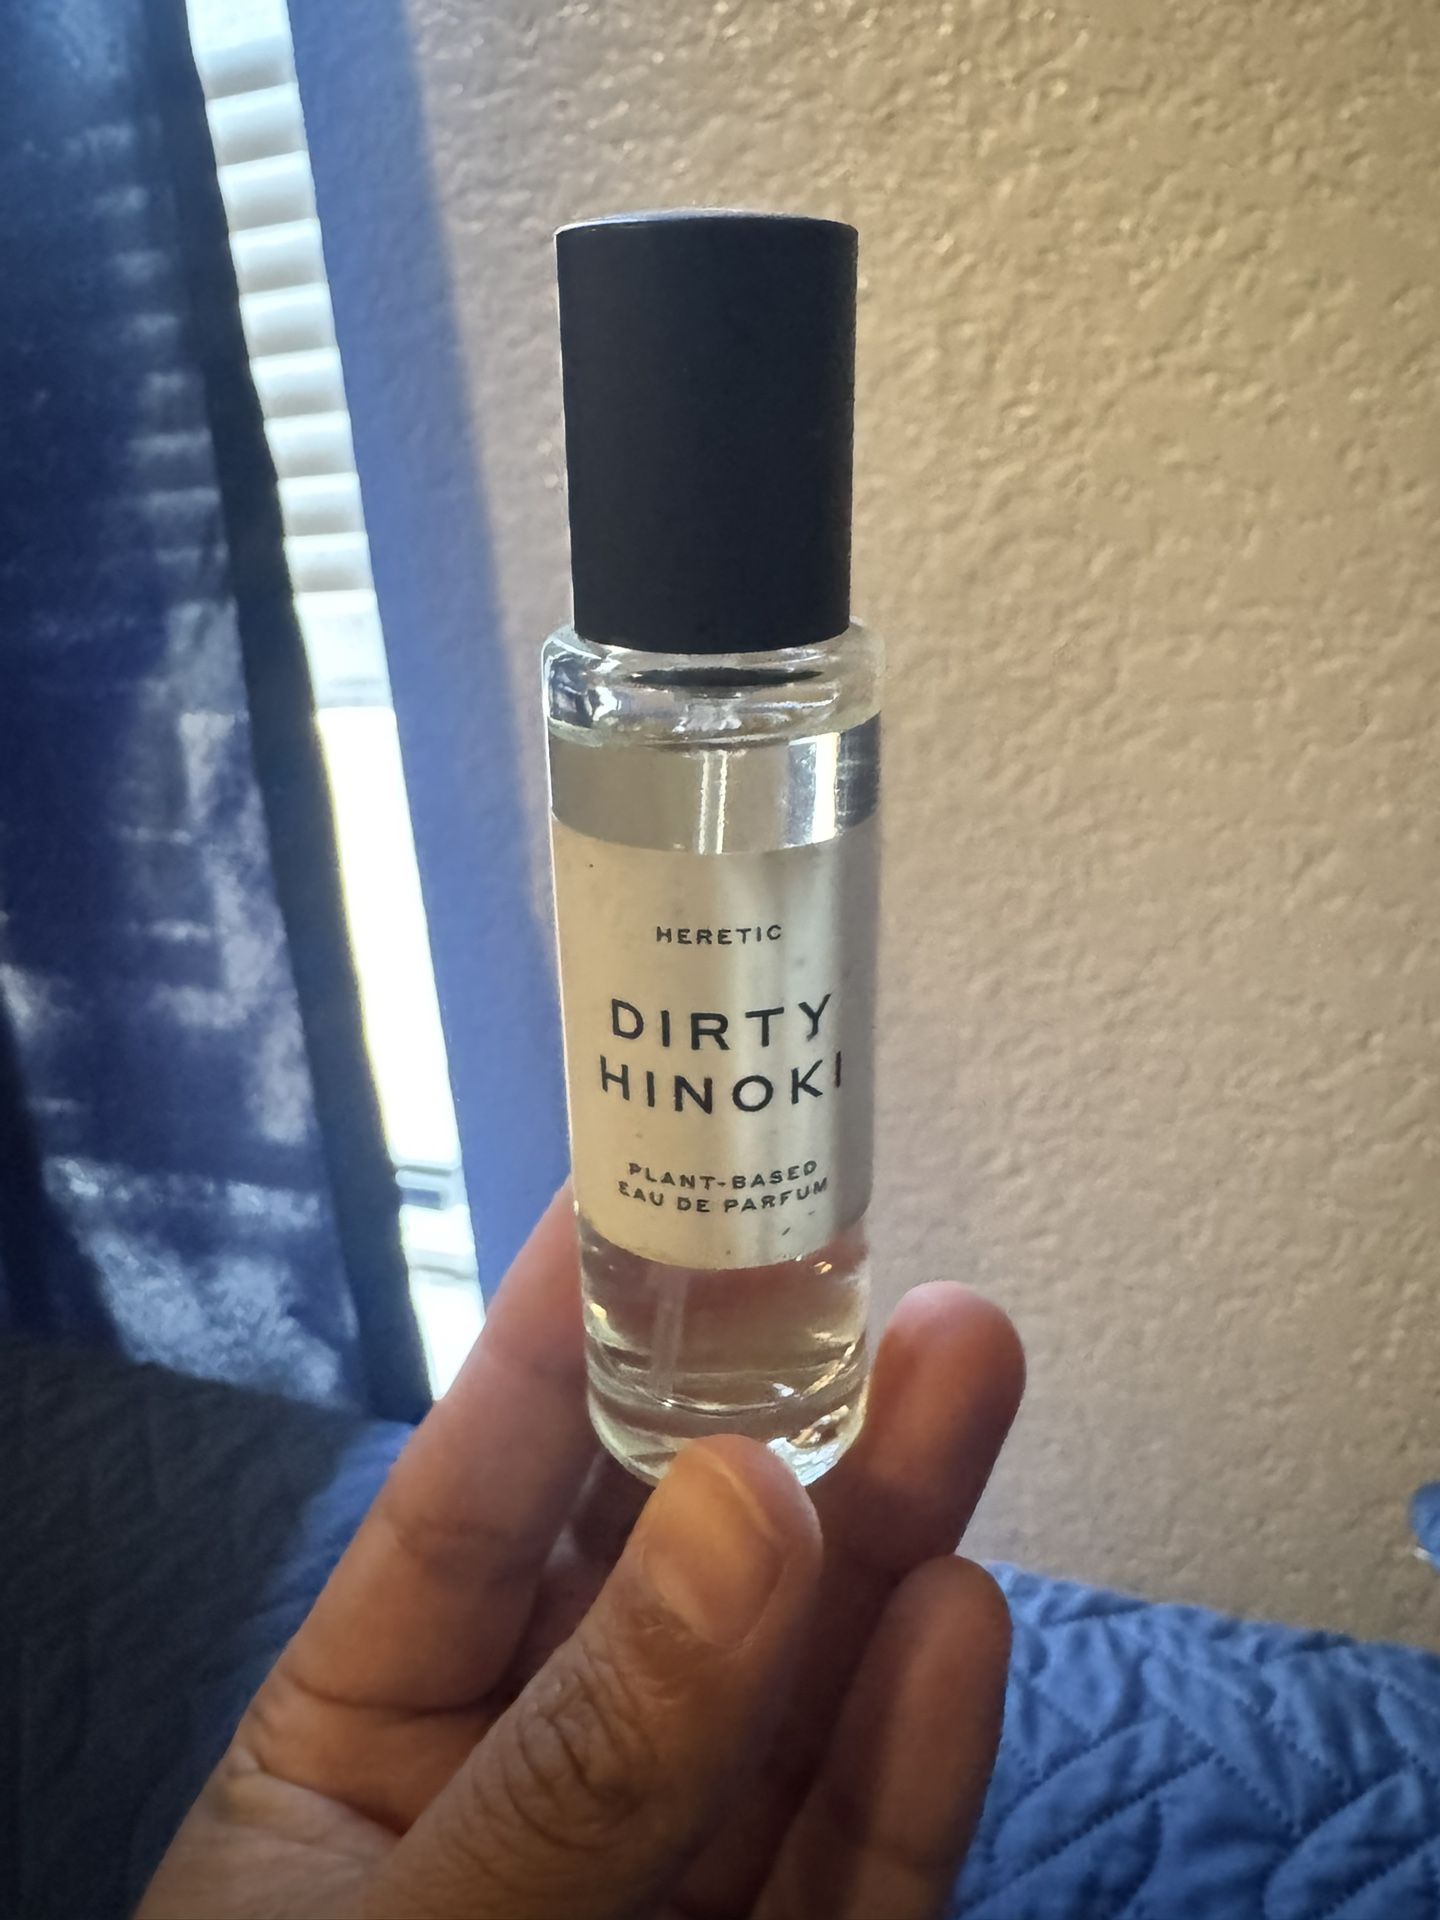 HERETIC
DIRTY
HINOKI
PLANT-BASED
EAU DE PARFUM